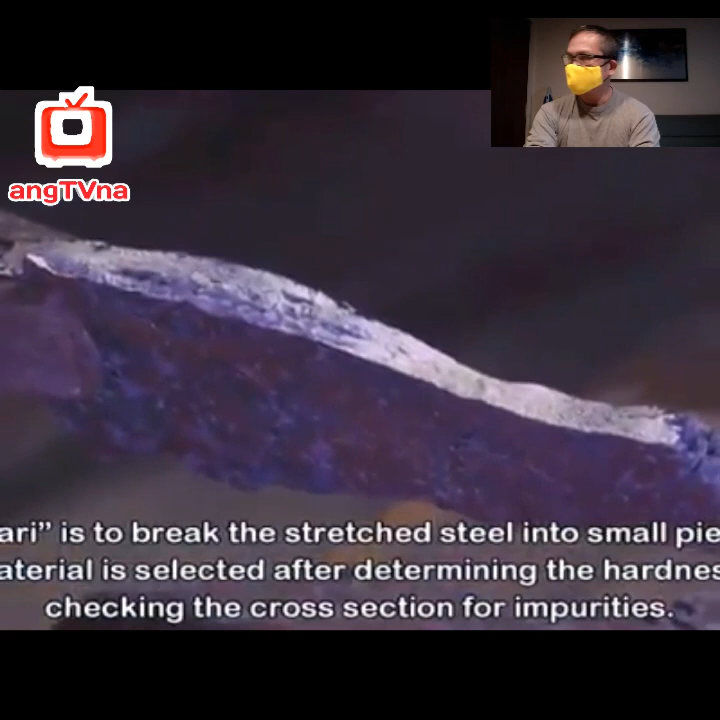 angTVna
ari” is to break the stretched steel into small pie
aterial is selected after determining the hardnes
checking the cross section for impurities.